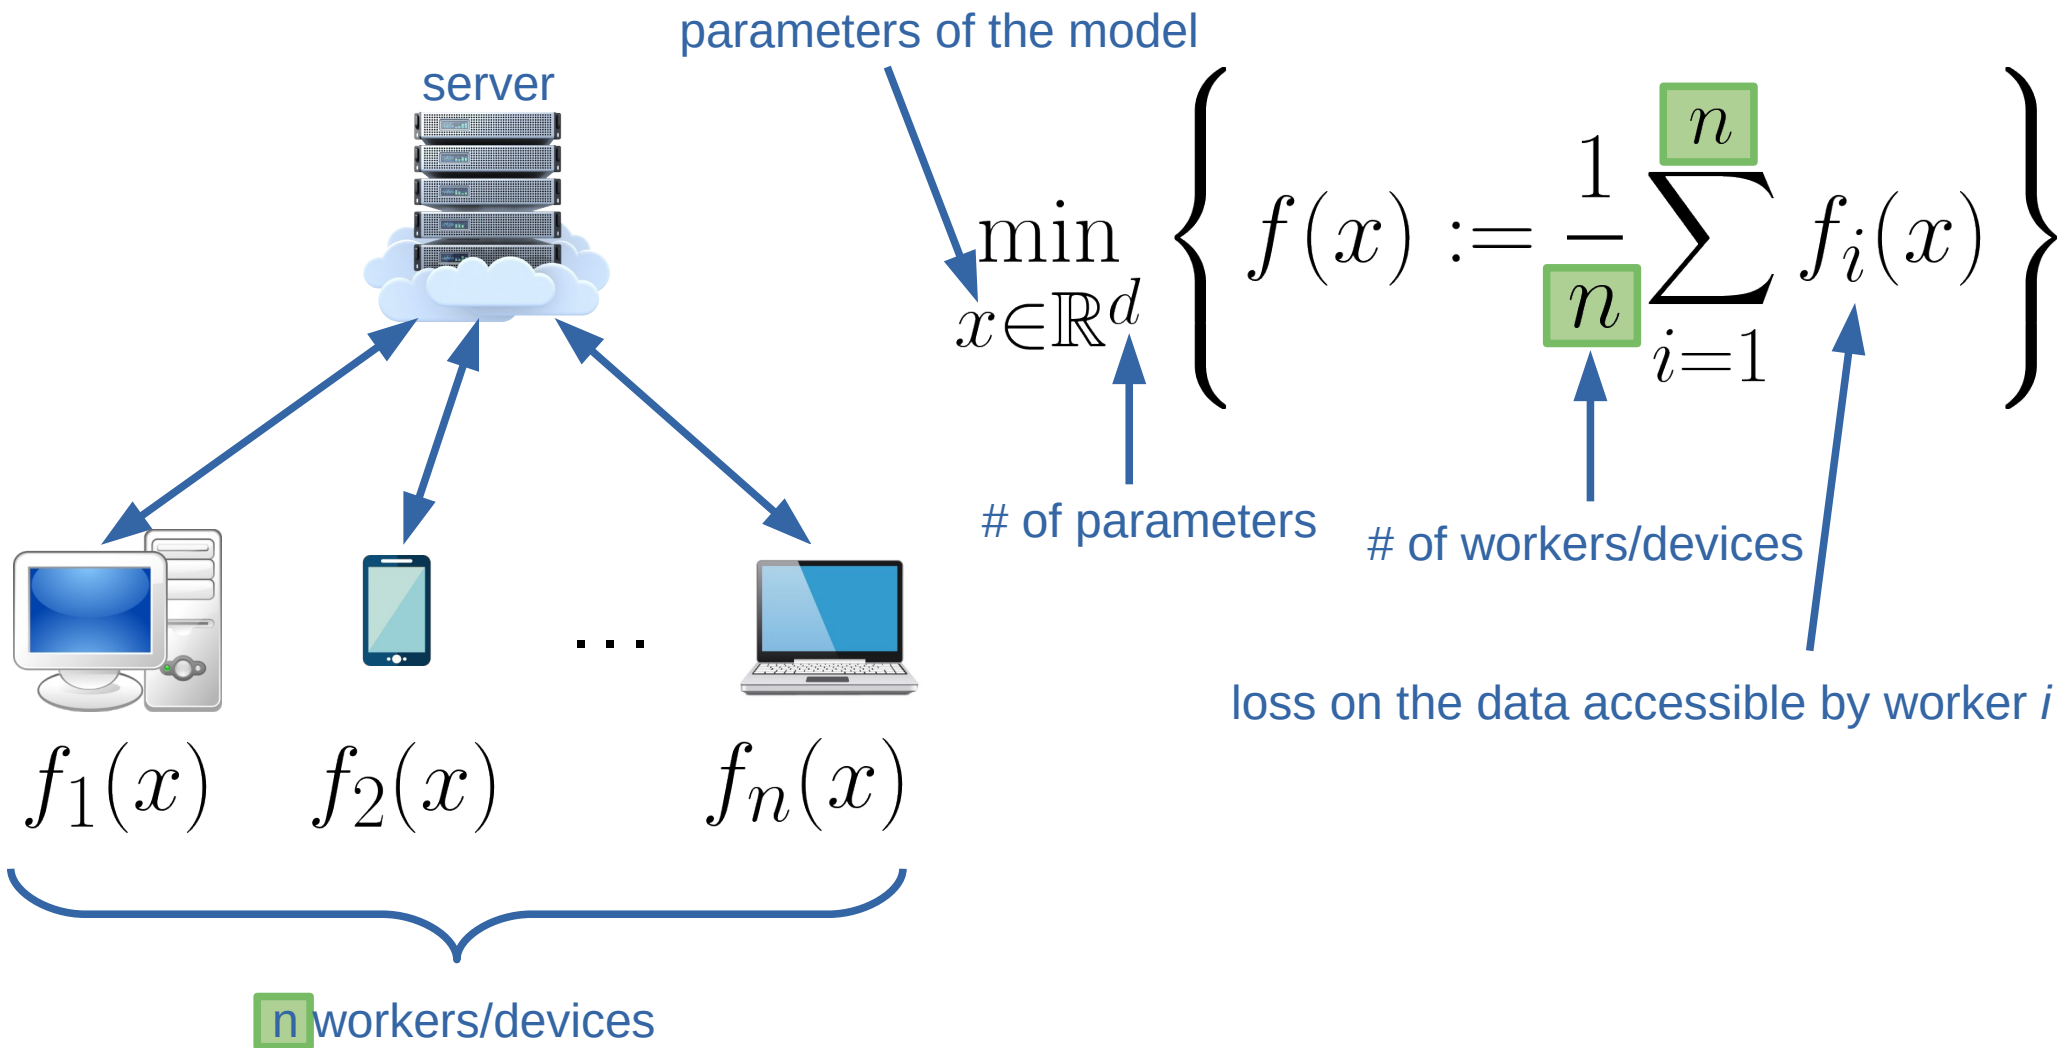 parameters of the model
server
min x∈ℝ^d { f(x) := 1/n ∑_{i=1}^{n} f_i(x) }
# of parameters
# of workers/devices
loss on the data accessible by worker i
...
f_1(x) f_2(x) f_n(x)
n workers/devices